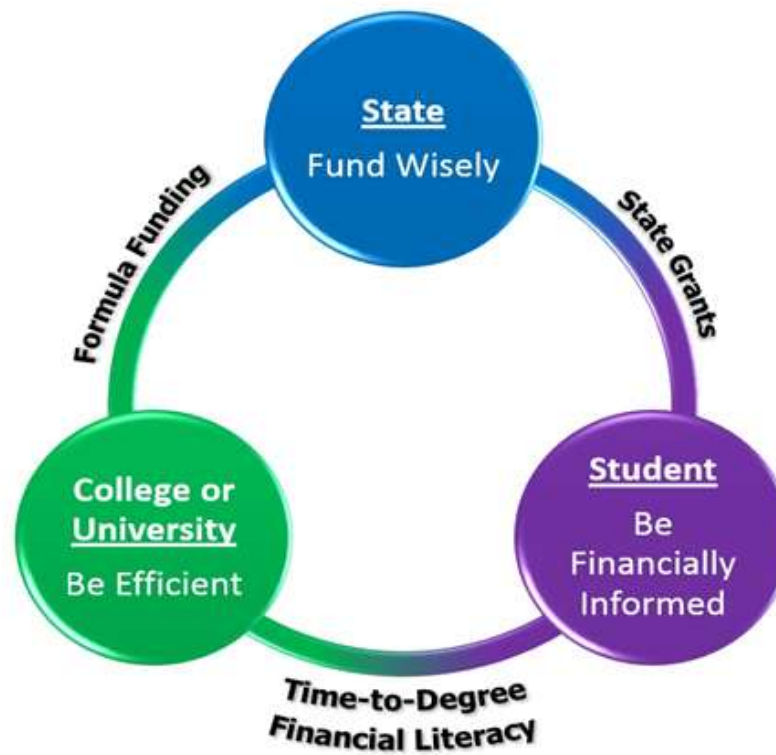 State
Fund Wisely
Formula Funding
State Grants
College or
University
Be Efficient
Student
Be
Financially
Informed
Time-to-Degree
Financial Literacy